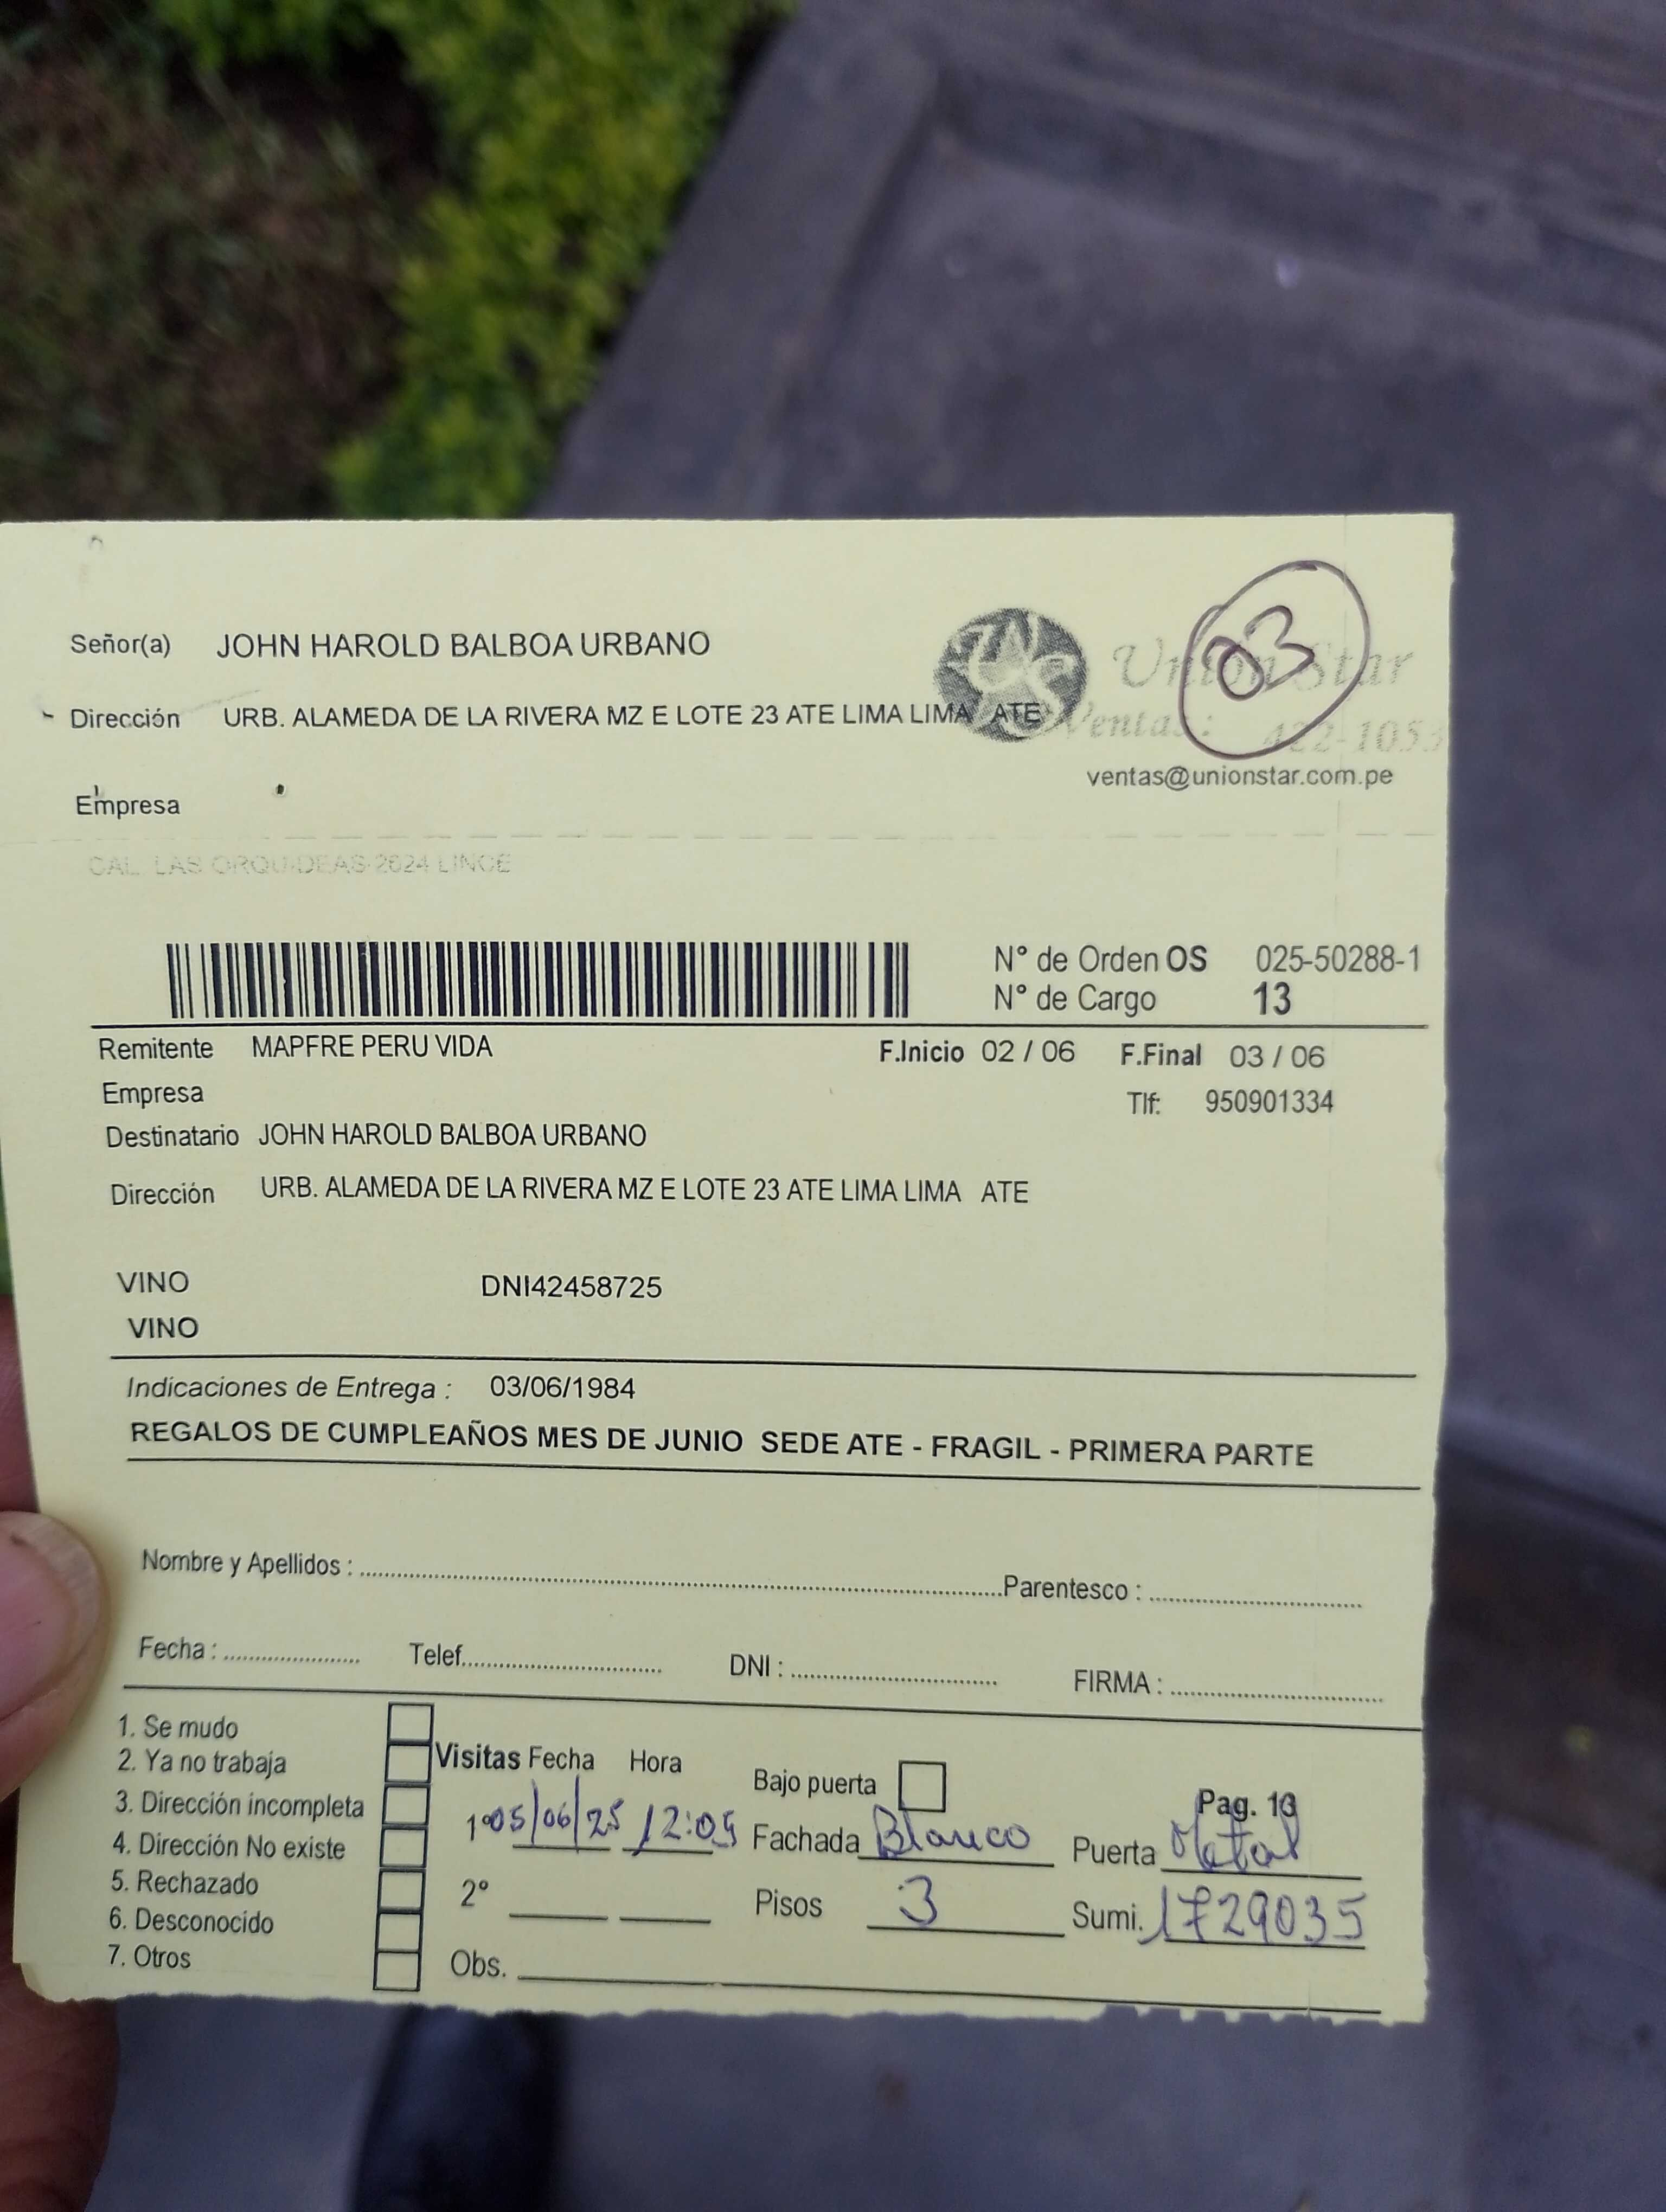 Señor(a) JOHN HAROLD BALBOA URBANO
Union Star
03
Dirección URB. ALAMEDA DE LA RIVERA MZ E LOTE 23 ATE LIMA LIMA ATE
Ventas: 422-1053
ventas@unionstar.com.pe
Empresa
CAL. LAS ORQUIDEAS 2624 LINCE
N° de Orden OS 025-50288-1
N° de Cargo 13
Remitente MAPFRE PERU VIDA F.Inicio 02 / 06 F.Final 03 / 06
Empresa Tlf: 950901334
Destinatario JOHN HAROLD BALBOA URBANO
Dirección URB. ALAMEDA DE LA RIVERA MZ E LOTE 23 ATE LIMA LIMA ATE
VINO DNI42458725
VINO
Indicaciones de Entrega : 03/06/1984
REGALOS DE CUMPLEAÑOS MES DE JUNIO SEDE ATE - FRAGIL - PRIMERA PARTE
Nombre y Apellidos : Parentesco :
Fecha : Telef. DNI : FIRMA :
1. Se mudo
2. Ya no trabaja
3. Dirección incompleta
4. Dirección No existe
5. Rechazado
6. Desconocido
7. Otros
Visitas Fecha Hora Bajo puerta Pag. 13
1º 05/06/25 12:09 Fachada Blanco Puerta Metal
2º Pisos 3 Sumi. 1729035
Obs.